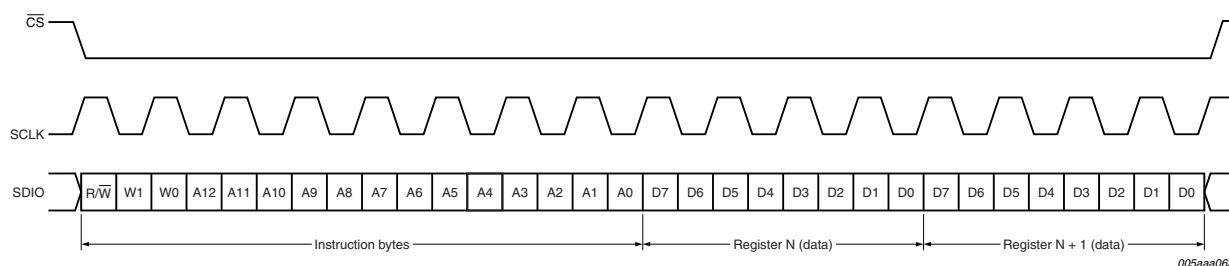 CS
SCLK
SDIO R/W W1 W0 A12 A11 A10 A9 A8 A7 A6 A5 A4 A3 A2 A1 A0 D7 D6 D5 D4 D3 D2 D1 D0 D7 D6 D5 D4 D3 D2 D1 D0
Instruction bytes Register N (data) Register N + 1 (data)
005aaa06